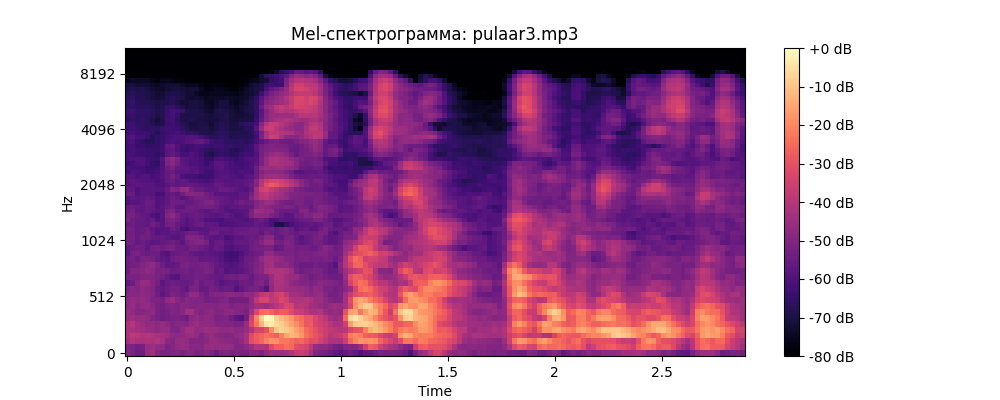 Mel-спектрограмма: pulaar3.mp3
8192
4096
2048
1024
512
0
Hz
0
0.5
1
1.5
2
2.5
Time
+0 dB
-10 dB
-20 dB
-30 dB
-40 dB
-50 dB
-60 dB
-70 dB
-80 dB